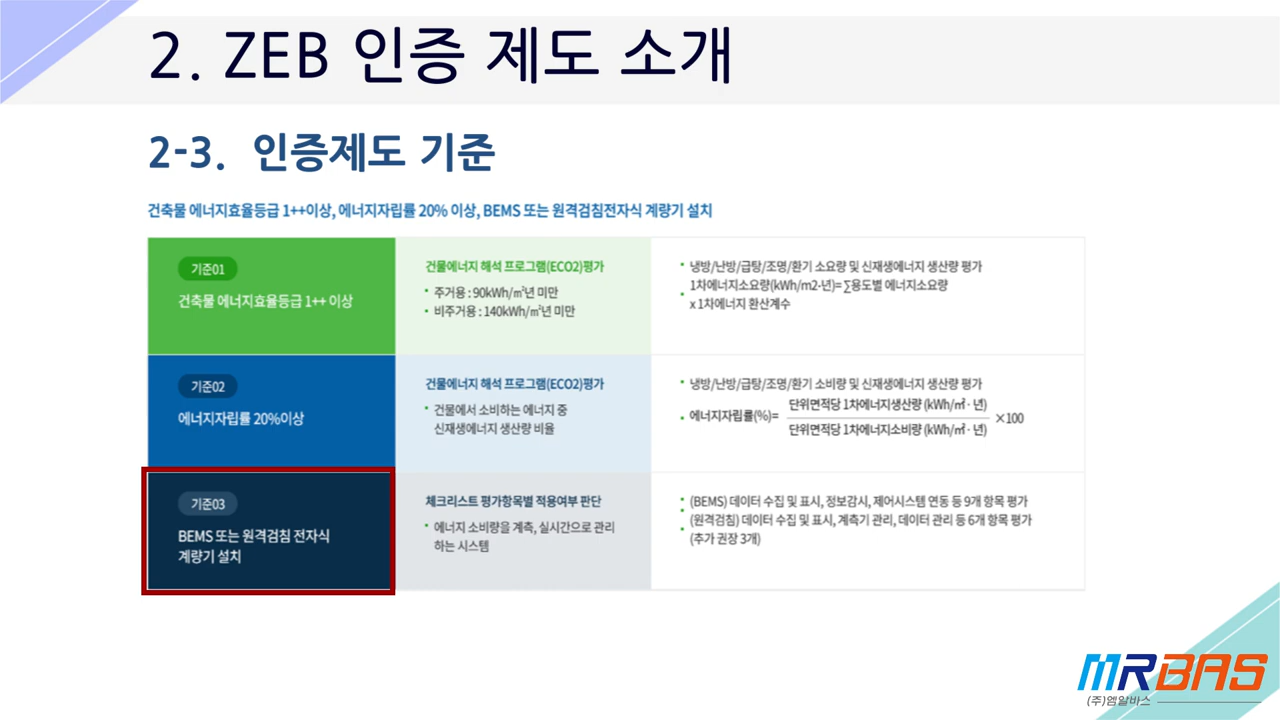 2. ZEB 인증 제도 소개
2-3. 인증제도 기준
건축물 에너지효율등급 1++이상, 에너지자립률 20% 이상, BEMS 또는 원격검침전자식 계량기 설치
기준01
건축물 에너지효율등급 1++ 이상
건물에너지 해석 프로그램(ECO2)평가
• 주거용 : 90kWh/㎡년 미만
• 비주거용 : 140kWh/㎡년 미만
• 냉방/난방/급탕/조명/환기 소요량 및 신재생에너지 생산량 평가
• 1차에너지소요량(kWh/m2·년)= ∑용도별 에너지소요량
x 1차에너지 환산계수
기준02
에너지자립률 20%이상
건물에너지 해석 프로그램(ECO2)평가
• 건물에서 소비하는 에너지 중
신재생에너지 생산량 비율
• 냉방/난방/급탕/조명/환기 소비량 및 신재생에너지 생산량 평가
단위면적당 1차에너지생산량 (kWh/㎡ · 년)
• 에너지자립률(%)= ×100
단위면적당 1차에너지소비량 (kWh/㎡ · 년)
기준03
BEMS 또는 원격검침 전자식
계량기 설치
체크리스트 평가항목별 적용여부 판단
• 에너지 소비량을 계측, 실시간으로 관리
하는 시스템
• (BEMS) 데이터 수집 및 표시, 정보감시, 제어시스템 연동 등 9개 항목 평가
• (원격검침) 데이터 수집 및 표시, 계측기 관리, 데이터 관리 등 6개 항목 평가
• (추가 권장 3개)
MRBAS
(주)엠알바스